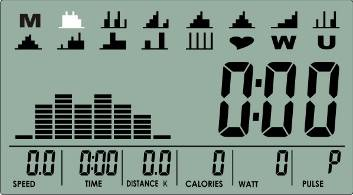 M
W U
0:00
0.0 0:00 0.0 0 0 P
SPEED TIME DISTANCE K CALORIES WATT PULSE